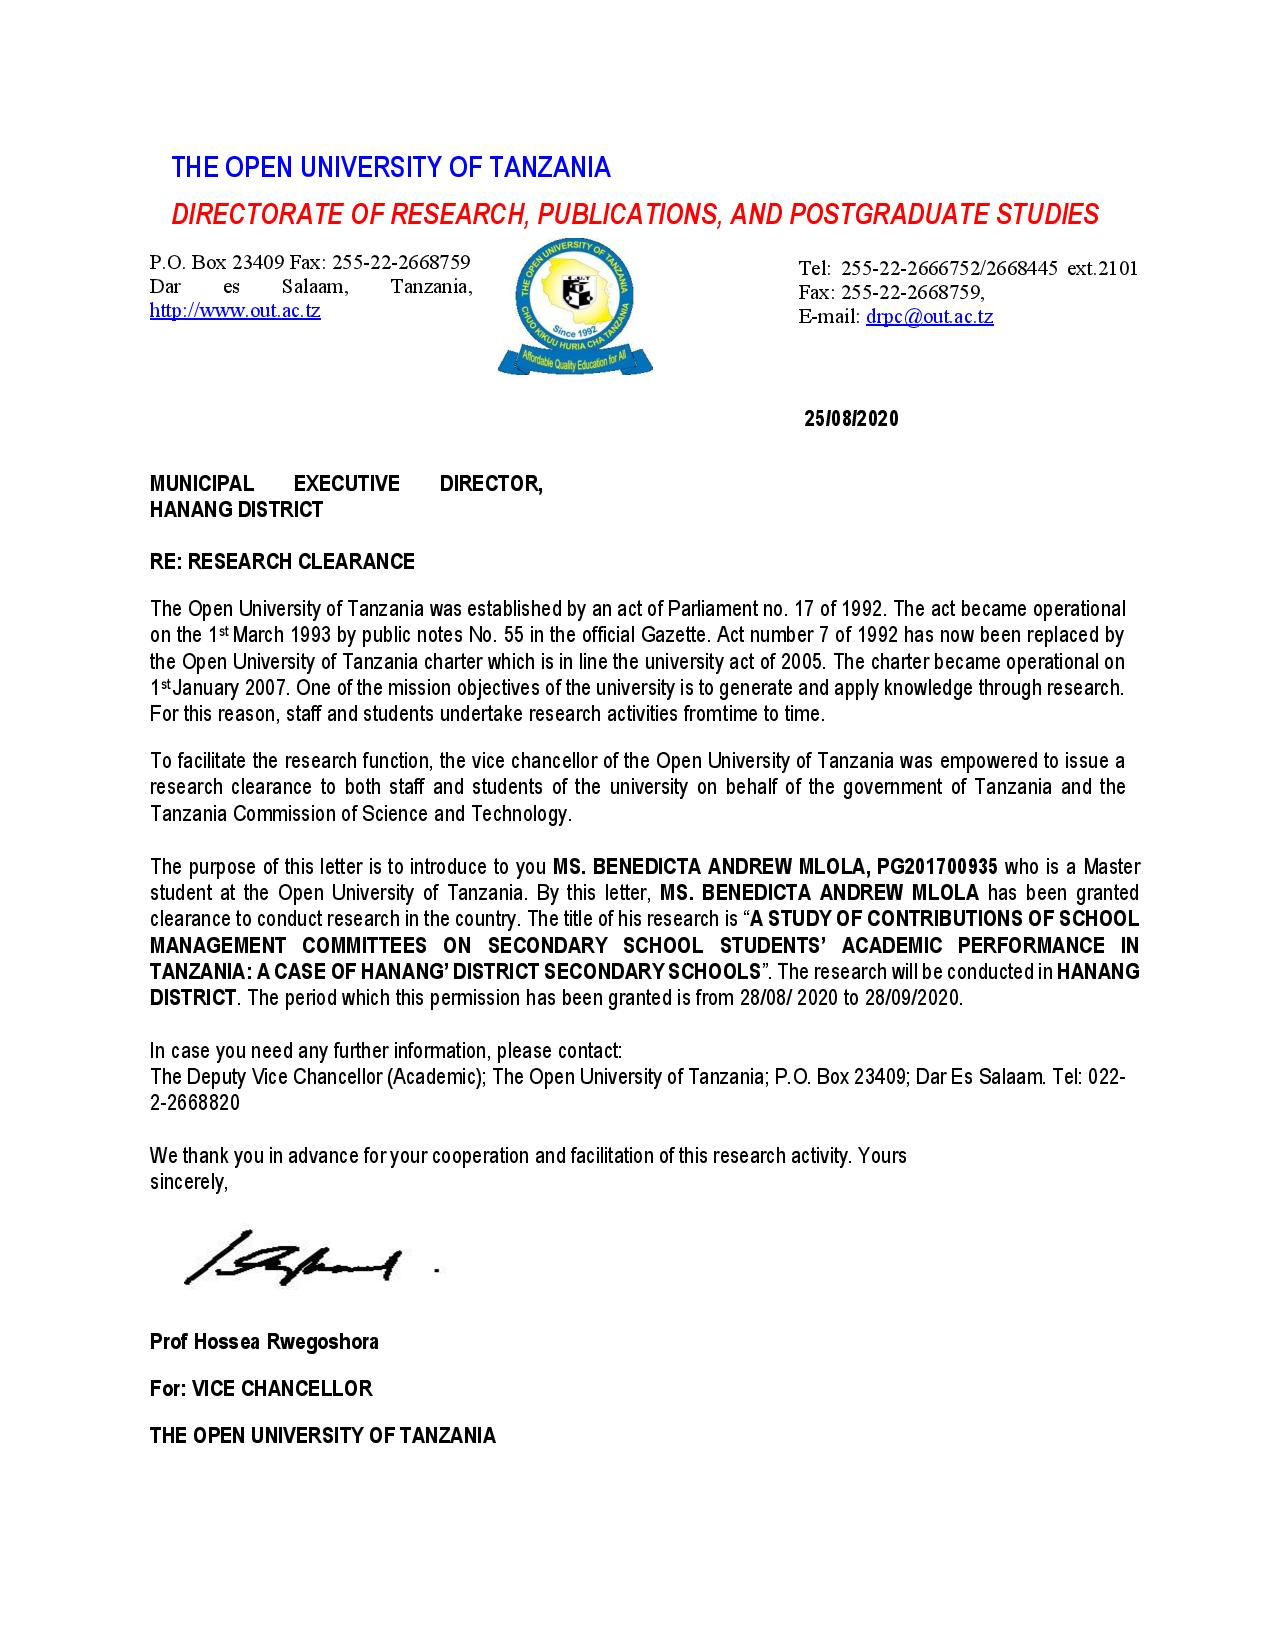 THE OPEN UNIVERSITY OF TANZANIA
DIRECTORATE OF RESEARCH, PUBLICATIONS, AND POSTGRADUATE STUDIES
P.O. Box 23409 Fax: 255-22-2668759
Dar es Salaam, Tanzania,
http://www.out.ac.tz
THE OPEN UNIVERSITY OF TANZANIA
Since 1992
CHUO KIKUU HURIA CHA TANZANIA
Affordable Quality Education for All
Tel: 255-22-2666752/2668445 ext.2101
Fax: 255-22-2668759,
E-mail: drpc@out.ac.tz
25/08/2020
MUNICIPAL EXECUTIVE DIRECTOR,
HANANG DISTRICT
RE: RESEARCH CLEARANCE
The Open University of Tanzania was established by an act of Parliament no. 17 of 1992. The act became operational
on the 1st March 1993 by public notes No. 55 in the official Gazette. Act number 7 of 1992 has now been replaced by
the Open University of Tanzania charter which is in line the university act of 2005. The charter became operational on
1st January 2007. One of the mission objectives of the university is to generate and apply knowledge through research.
For this reason, staff and students undertake research activities fromtime to time.
To facilitate the research function, the vice chancellor of the Open University of Tanzania was empowered to issue a
research clearance to both staff and students of the university on behalf of the government of Tanzania and the
Tanzania Commission of Science and Technology.
The purpose of this letter is to introduce to you MS. BENEDICTA ANDREW MLOLA, PG201700935 who is a Master
student at the Open University of Tanzania. By this letter, MS. BENEDICTA ANDREW MLOLA has been granted
clearance to conduct research in the country. The title of his research is “A STUDY OF CONTRIBUTIONS OF SCHOOL
MANAGEMENT COMMITTEES ON SECONDARY SCHOOL STUDENTS’ ACADEMIC PERFORMANCE IN
TANZANIA: A CASE OF HANANG’ DISTRICT SECONDARY SCHOOLS”. The research will be conducted in HANANG
DISTRICT. The period which this permission has been granted is from 28/08/ 2020 to 28/09/2020.
In case you need any further information, please contact:
The Deputy Vice Chancellor (Academic); The Open University of Tanzania; P.O. Box 23409; Dar Es Salaam. Tel: 022-
2-2668820
We thank you in advance for your cooperation and facilitation of this research activity. Yours
sincerely,
Prof Hossea Rwegoshora
For: VICE CHANCELLOR
THE OPEN UNIVERSITY OF TANZANIA